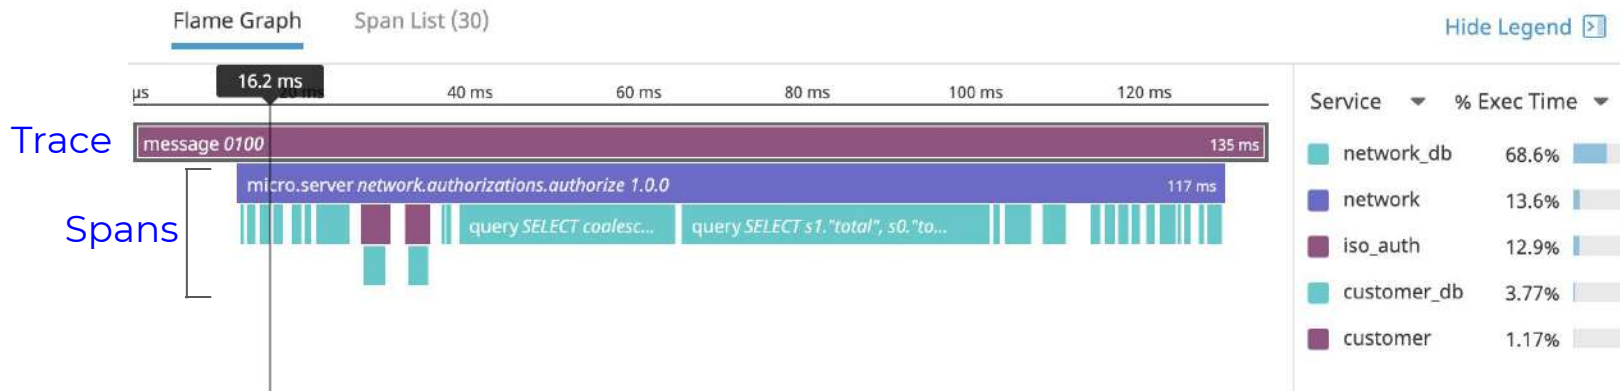 Flame Graph
Span List (30)
Hide Legend
16.2 ms
µs
20 ms
40 ms
60 ms
80 ms
100 ms
120 ms
Service
% Exec Time
Trace
message 0100
135 ms
network_db
68.6%
micro.server network.authorizations.authorize 1.0.0
117 ms
network
13.6%
Spans
query SELECT coalesc...
query SELECT s1."total", s0."to...
iso_auth
12.9%
customer_db
3.77%
customer
1.17%